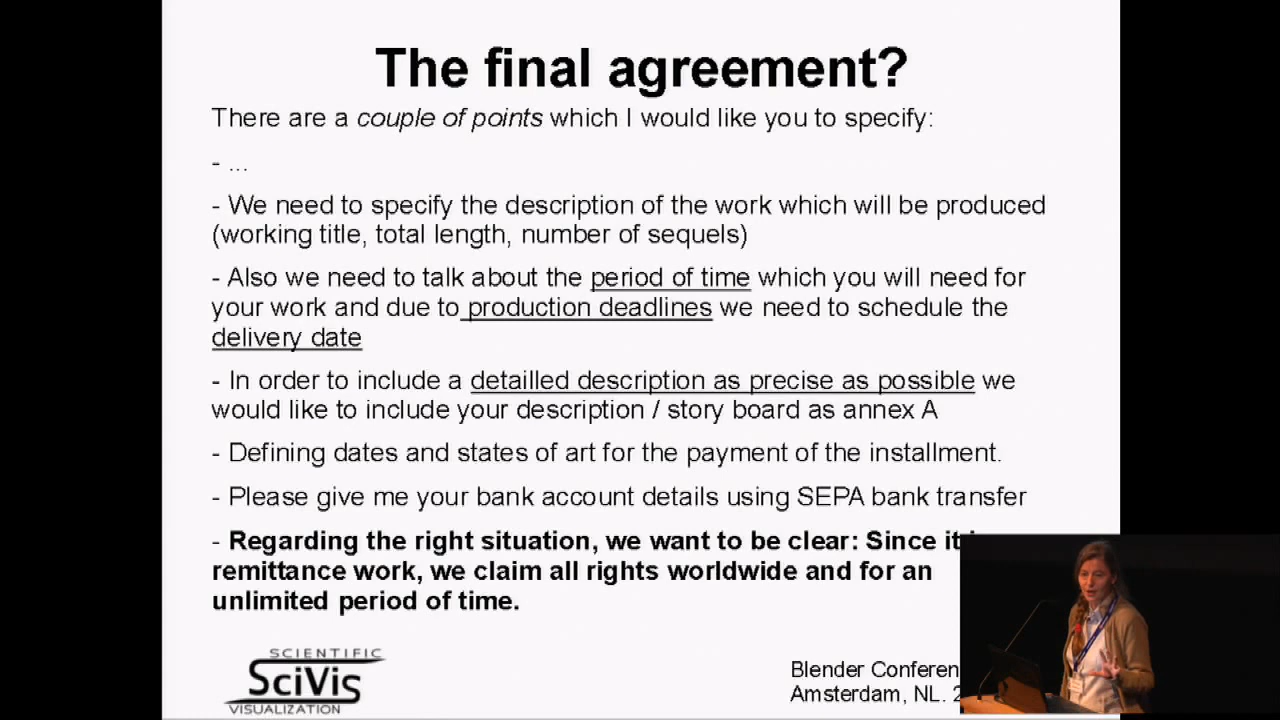 The final agreement?
There are a couple of points which I would like you to specify:
- ...
- We need to specify the description of the work which will be produced
(working title, total length, number of sequels)
- Also we need to talk about the period of time which you will need for
your work and due to production deadlines we need to schedule the
delivery date
- In order to include a detailled description as precise as possible we
would like to include your description / story board as annex A
- Defining dates and states of art for the payment of the installment.
- Please give me your bank account details using SEPA bank transfer
- Regarding the right situation, we want to be clear: Since it
remittance work, we claim all rights worldwide and for an
unlimited period of time.
SCIENTIFIC
SciVis
VISUALIZATION
Blender
Amsterdam, NL.